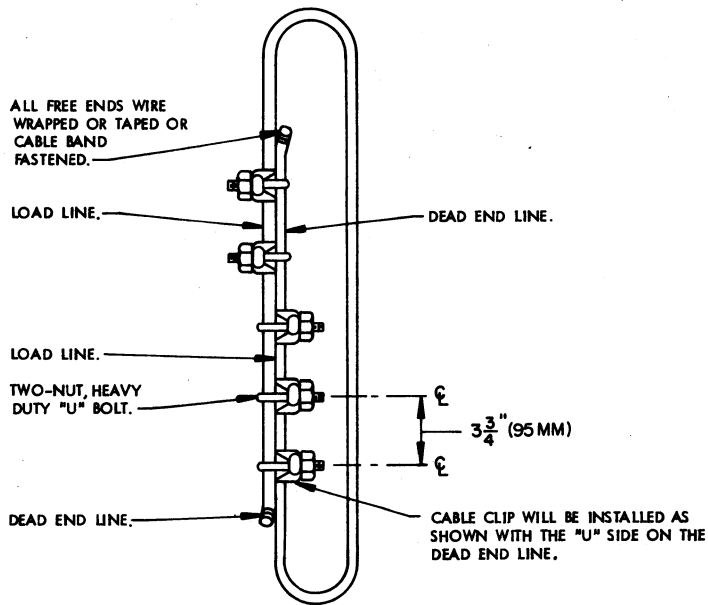 ALL FREE ENDS WIRE
WRAPPED OR TAPED OR
CABLE BAND
FASTENED.
LOAD LINE.
DEAD END LINE.
LOAD LINE.
TWO-NUT, HEAVY
DUTY "U" BOLT.
℄
3 3/4" (95 MM)
℄
DEAD END LINE.
CABLE CLIP WILL BE INSTALLED AS
SHOWN WITH THE "U" SIDE ON THE
DEAD END LINE.